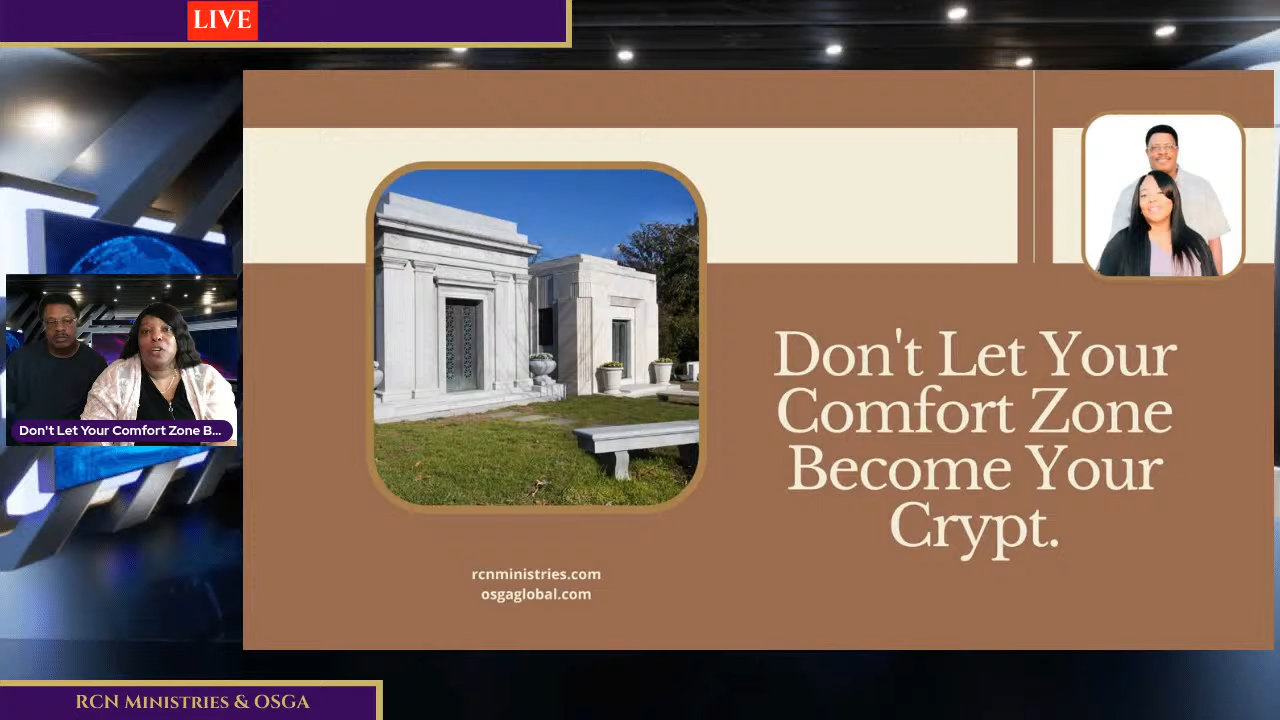 LIVE
Don't Let Your
Comfort Zone
Become Your
Crypt.
Don't Let Your Comfort Zone B...
rcnministries.com
osgaglobal.com
RCN Ministries & OSGA